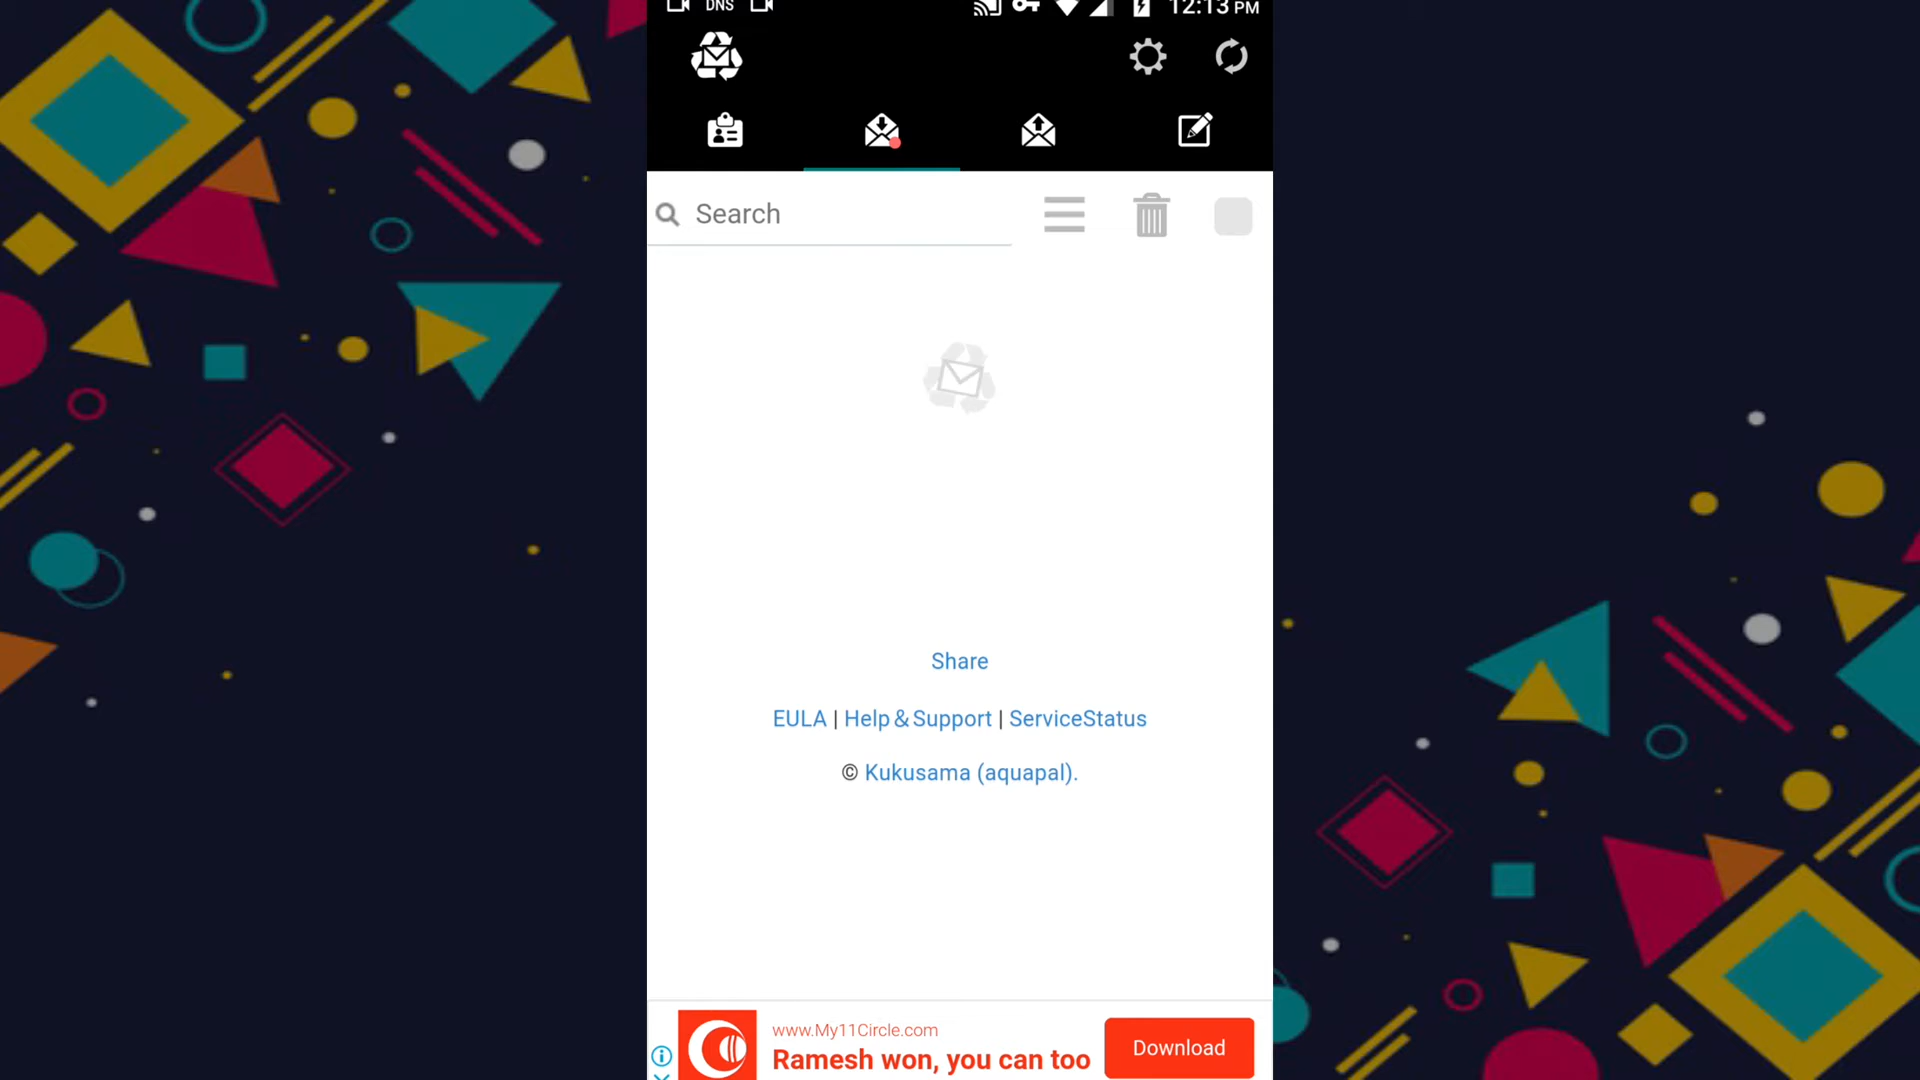 DNS
12:13 PM
Search
Share
EULA | Help & Support | ServiceStatus
© Kukusama (aquapal).
www.My11Circle.com
Ramesh won, you can too
Download